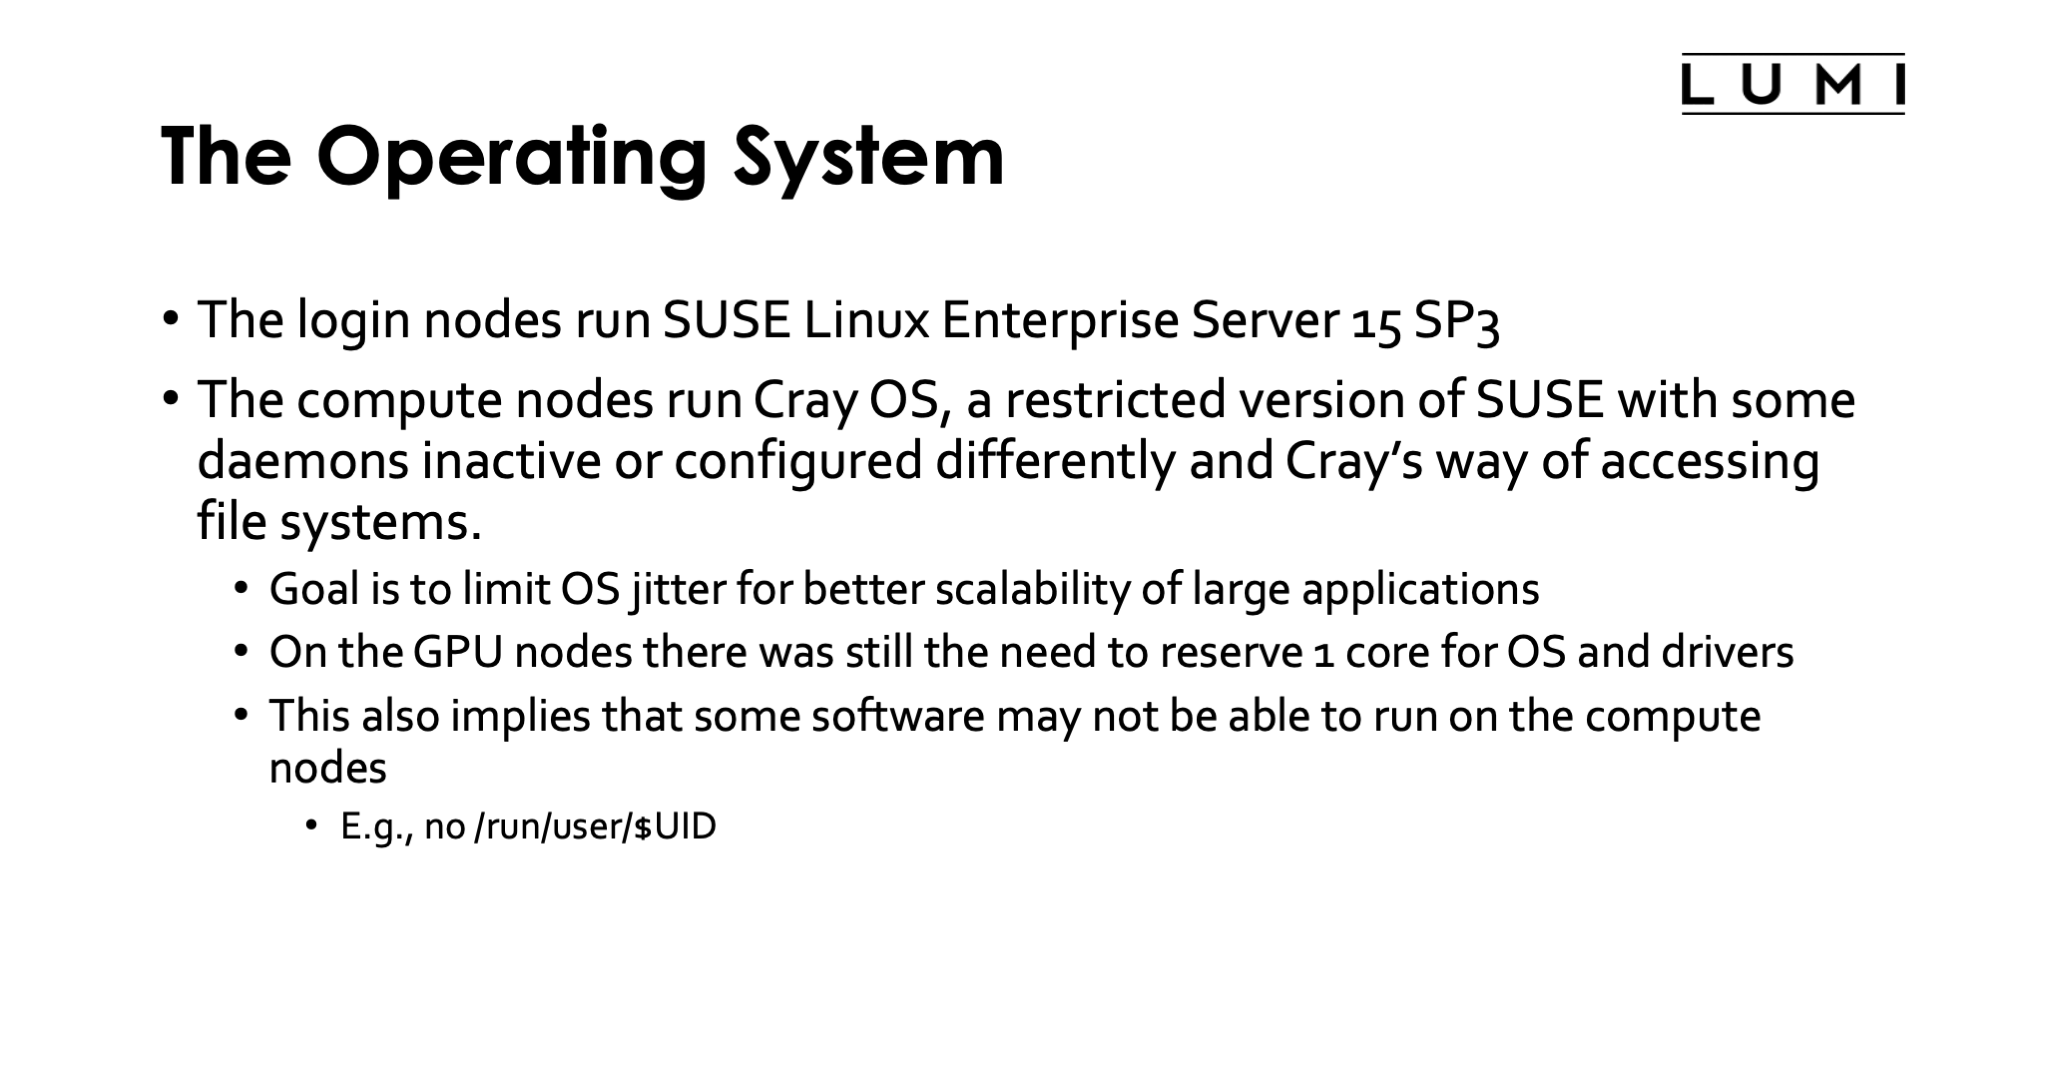 LUMI
The Operating System
• The login nodes run SUSE Linux Enterprise Server 15 SP3
• The compute nodes run Cray OS, a restricted version of SUSE with some
daemons inactive or configured differently and Cray’s way of accessing
file systems.
• Goal is to limit OS jitter for better scalability of large applications
• On the GPU nodes there was still the need to reserve 1 core for OS and drivers
• This also implies that some software may not be able to run on the compute
nodes
• E.g., no /run/user/$UID